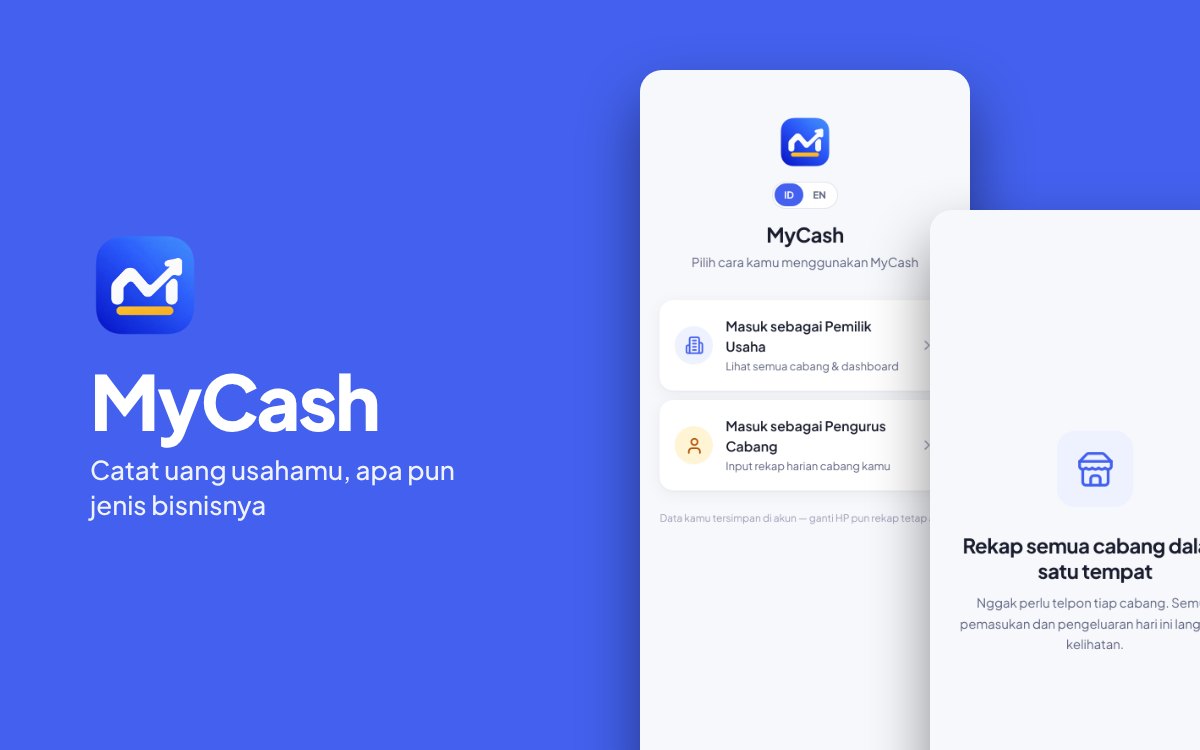 MyCash
Catat uang usahamu, apa pun
jenis bisnisnya
ID EN
MyCash
Pilih cara kamu menggunakan MyCash
Masuk sebagai Pemilik
Usaha
Lihat semua cabang & dashboard
Masuk sebagai Pengurus
Cabang
Input rekap harian cabang kamu
Data kamu tersimpan di akun — ganti HP pun rekap tetap
Rekap semua cabang
satu tempat
Nggak perlu telpon tiap cabang.
pemasukan dan pengeluaran hari ini
kelihatan.